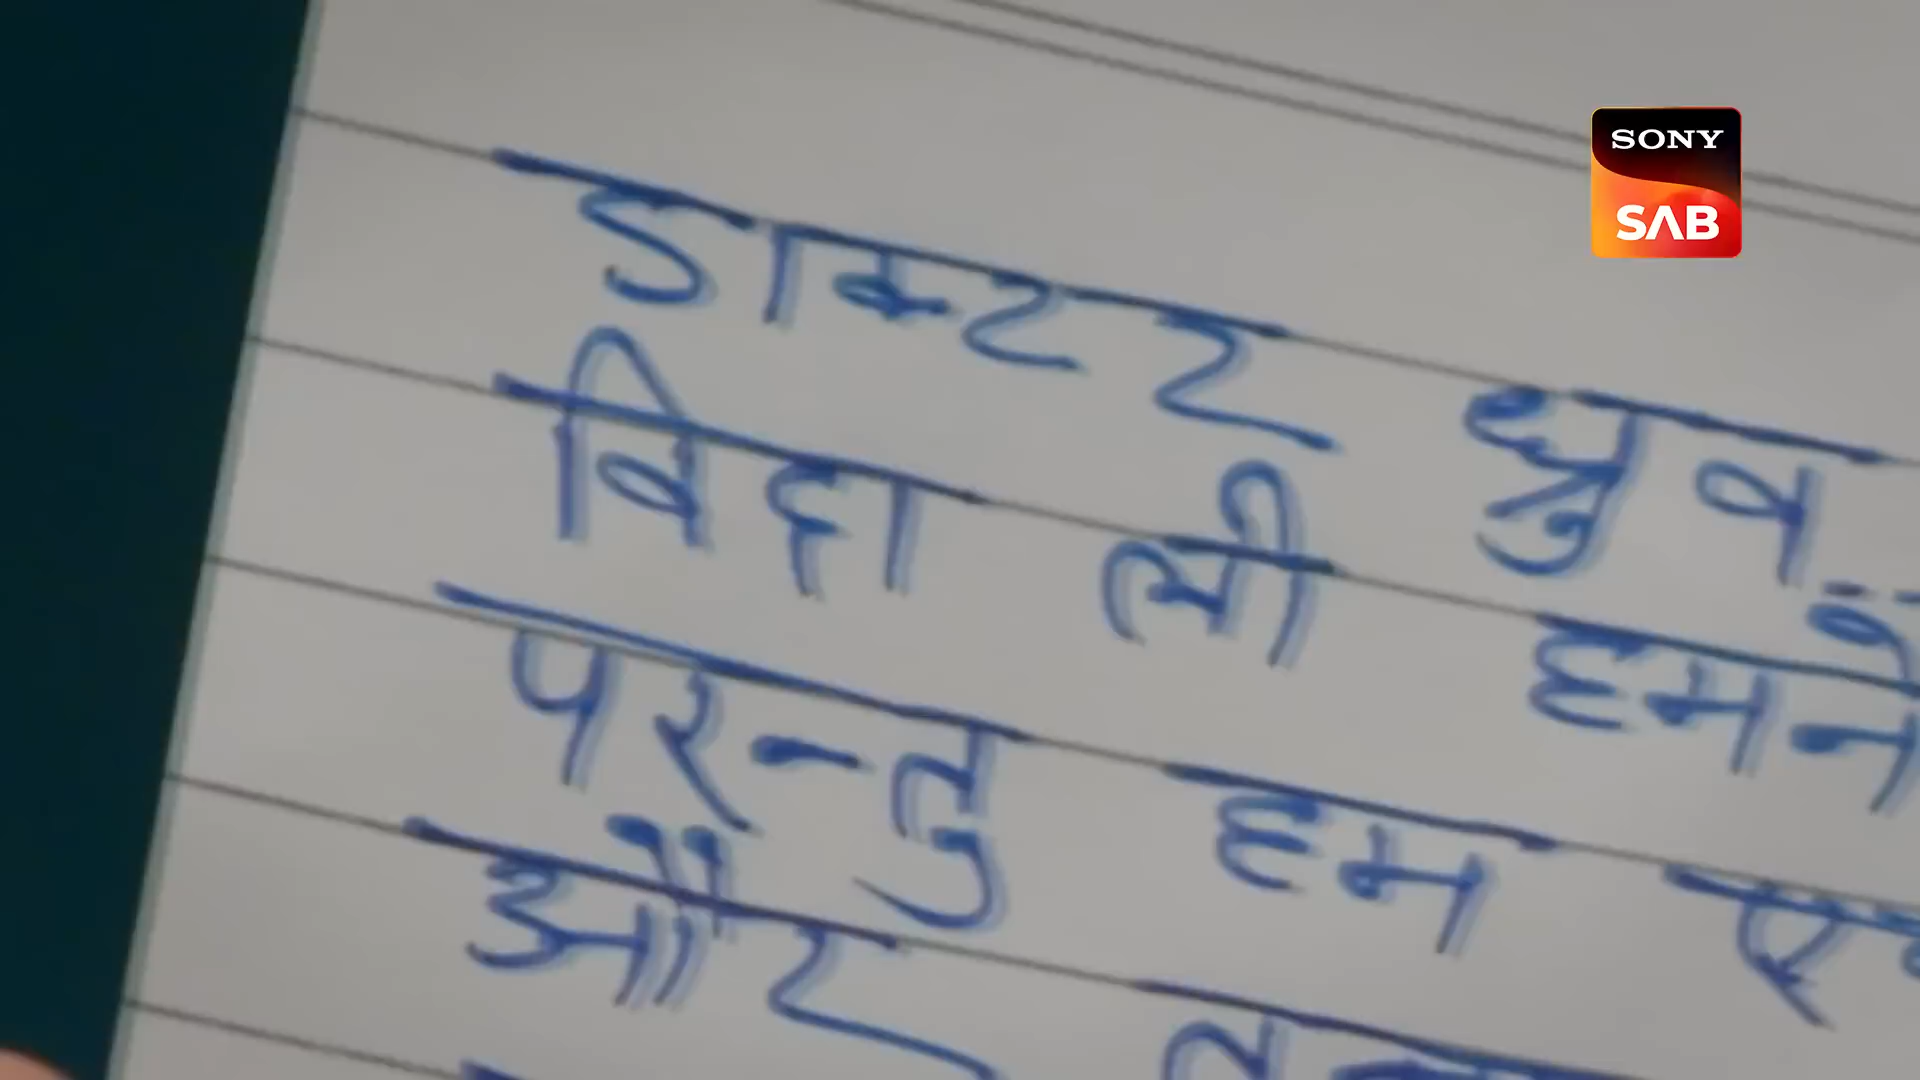 SONY
SAB
डाक्टर ध्रुव
विदा ली हमने
परन्तु हम
और